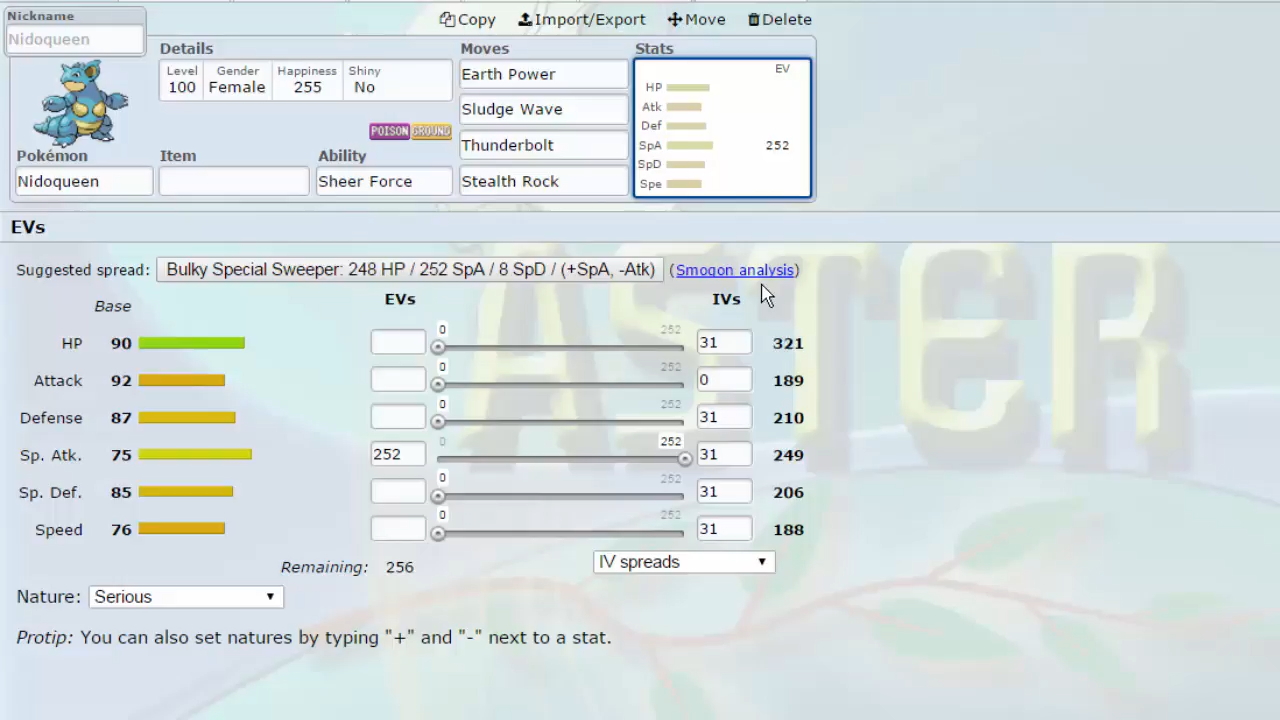 Nickname
Nidoqueen
Copy Import/Export Move Delete
Details
Moves
Stats
Level Gender Happiness Shiny
100 Female 255 No
POISON GROUND
Pokémon Item Ability
Nidoqueen Sheer Force
Earth Power
Sludge Wave
Thunderbolt
Stealth Rock
EV
HP
Atk
Def
SpA 252
SpD
Spe
EVs
Suggested spread: Bulky Special Sweeper: 248 HP / 252 SpA / 8 SpD / (+SpA, -Atk) (Smogon analysis)
Base EVs IVs
HP 90 0 252 31 321
Attack 92 0 252 0 189
Defense 87 0 252 31 210
Sp. Atk. 75 252 0 252 31 249
Sp. Def. 85 0 252 31 206
Speed 76 0 252 31 188
Remaining: 256 IV spreads
Nature: Serious
Protip: You can also set natures by typing "+" and "-" next to a stat.
ASTER